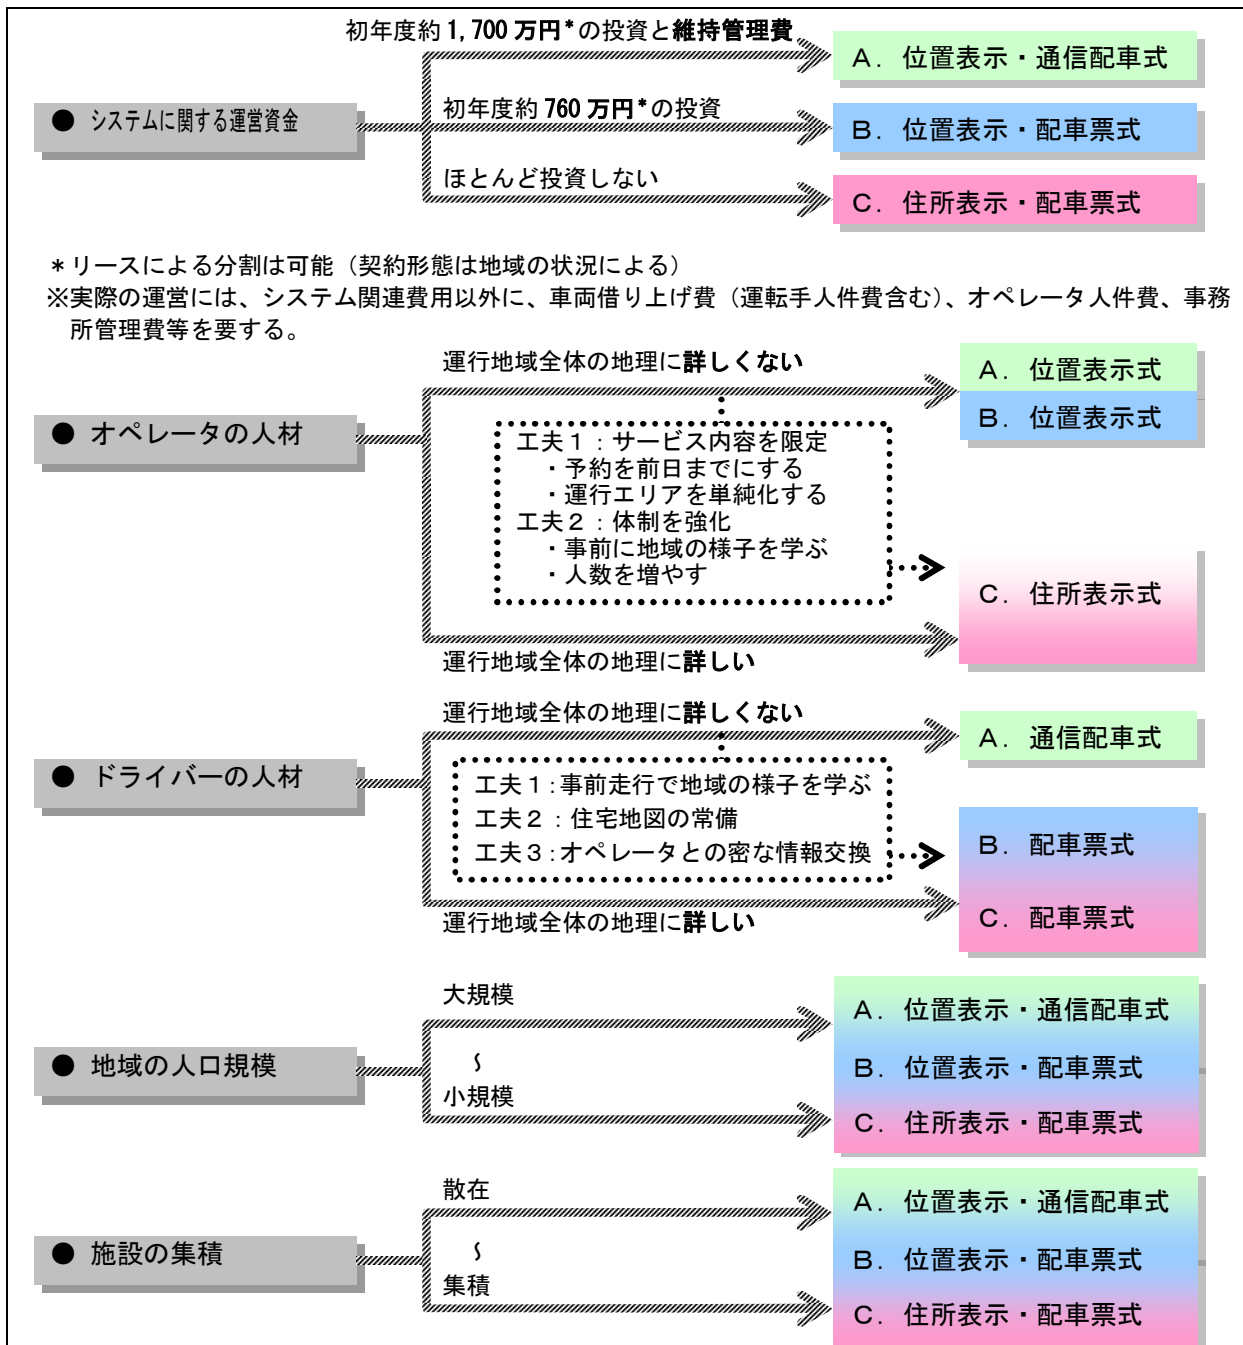 初年度約1,700万円*の投資と維持管理費
A. 位置表示・通信配車式
● システムに関する運営資金
初年度約760万円*の投資
B. 位置表示・配車票式
ほとんど投資しない
C. 住所表示・配車票式
*リースによる分割は可能（契約形態は地域の状況による）
※実際の運営には、システム関連費用以外に、車両借り上げ費（運転手人件費含む）、オペレータ人件費、事務
所管理費等を要する。
運行地域全体の地理に詳しくない
A. 位置表示式
B. 位置表示式
● オペレータの人材
工夫1：サービス内容を限定
・予約を前日までにする
・運行エリアを単純化する
工夫2：体制を強化
・事前に地域の様子を学ぶ
・人数を増やす
C. 住所表示式
運行地域全体の地理に詳しい
運行地域全体の地理に詳しくない
A. 通信配車式
● ドライバーの人材
工夫1：事前走行で地域の様子を学ぶ
工夫2：住宅地図の常備
工夫3：オペレータとの密な情報交換
B. 配車票式
C. 配車票式
運行地域全体の地理に詳しい
大規模
A. 位置表示・通信配車式
● 地域の人口規模
～
B. 位置表示・配車票式
小規模
C. 住所表示・配車票式
散在
A. 位置表示・通信配車式
● 施設の集積
～
B. 位置表示・配車票式
集積
C. 住所表示・配車票式